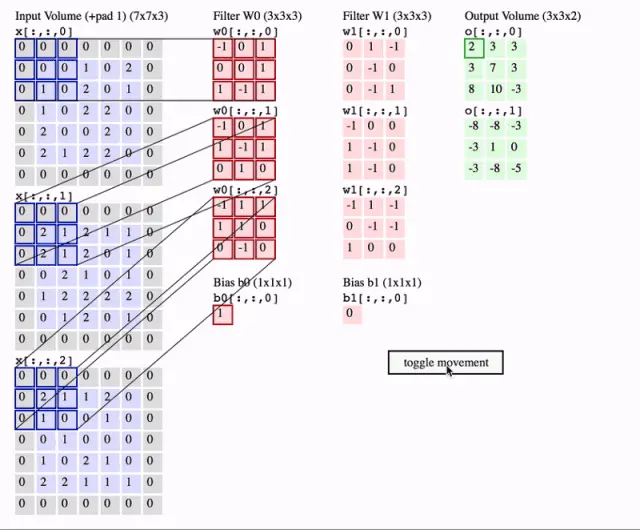 Input Volume (+pad 1) (7x7x3)
x[:,:,0]
0 0 0 0 0 0 0
0 0 0 1 0 2 0
0 1 0 2 0 1 0
0 1 0 2 2 0 0
0 2 0 0 2 0 0
0 2 1 2 2 0 0
0 0 0 0 0 0 0
x[:,:,1]
0 0 0 0 0 0 0
0 2 1 2 1 1 0
0 2 1 2 0 1 0
0 0 2 1 0 1 0
0 1 2 2 2 2 0
0 0 1 2 0 1 0
0 0 0 0 0 0 0
x[:,:,2]
0 0 0 0 0 0 0
0 2 1 1 2 0 0
0 1 0 0 1 0 0
0 0 1 0 0 0 0
0 1 0 2 1 0 0
0 2 2 1 1 1 0
0 0 0 0 0 0 0
Filter W0 (3x3x3)
w0[:,:,0]
-1 0 1
0 0 1
1 -1 1
w0[:,:,1]
-1 0 1
1 -1 1
0 1 0
w0[:,:,2]
-1 1 1
1 1 0
0 -1 0
Bias b0 (1x1x1)
b0[:,:,0]
1
Filter W1 (3x3x3)
w1[:,:,0]
0 1 -1
0 -1 0
0 -1 1
w1[:,:,1]
-1 0 0
1 -1 0
1 -1 0
w1[:,:,2]
-1 1 -1
0 -1 -1
1 0 0
Bias b1 (1x1x1)
b1[:,:,0]
0
Output Volume (3x3x2)
o[:,:,0]
2 3 3
3 7 3
8 10 -3
o[:,:,1]
-8 -8 -3
-3 1 0
-3 -8 -5
toggle movement